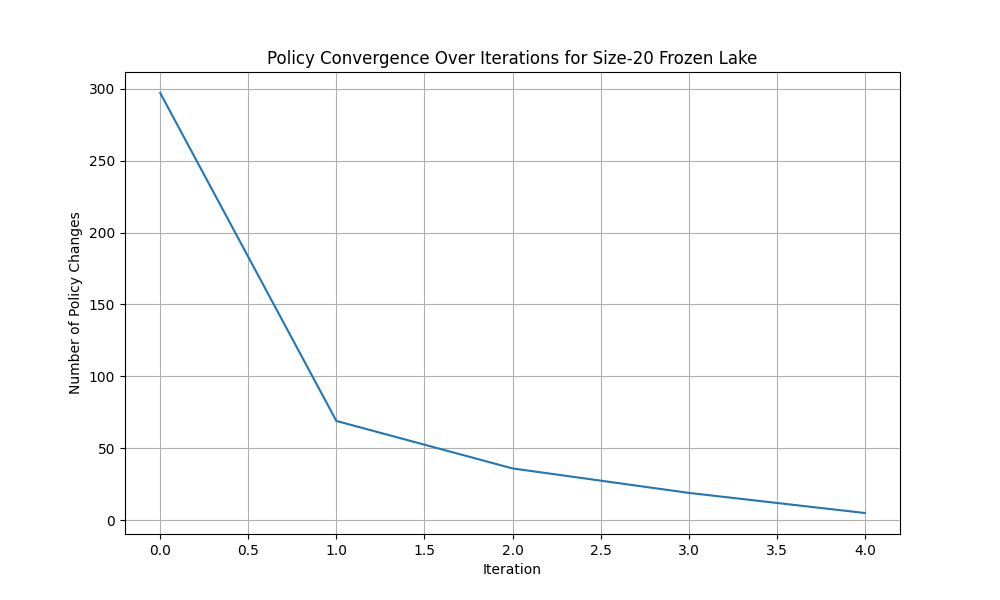 Policy Convergence Over Iterations for Size-20 Frozen Lake
300
250
200
150
100
50
0
Number of Policy Changes
0.0 0.5 1.0 1.5 2.0 2.5 3.0 3.5 4.0
Iteration